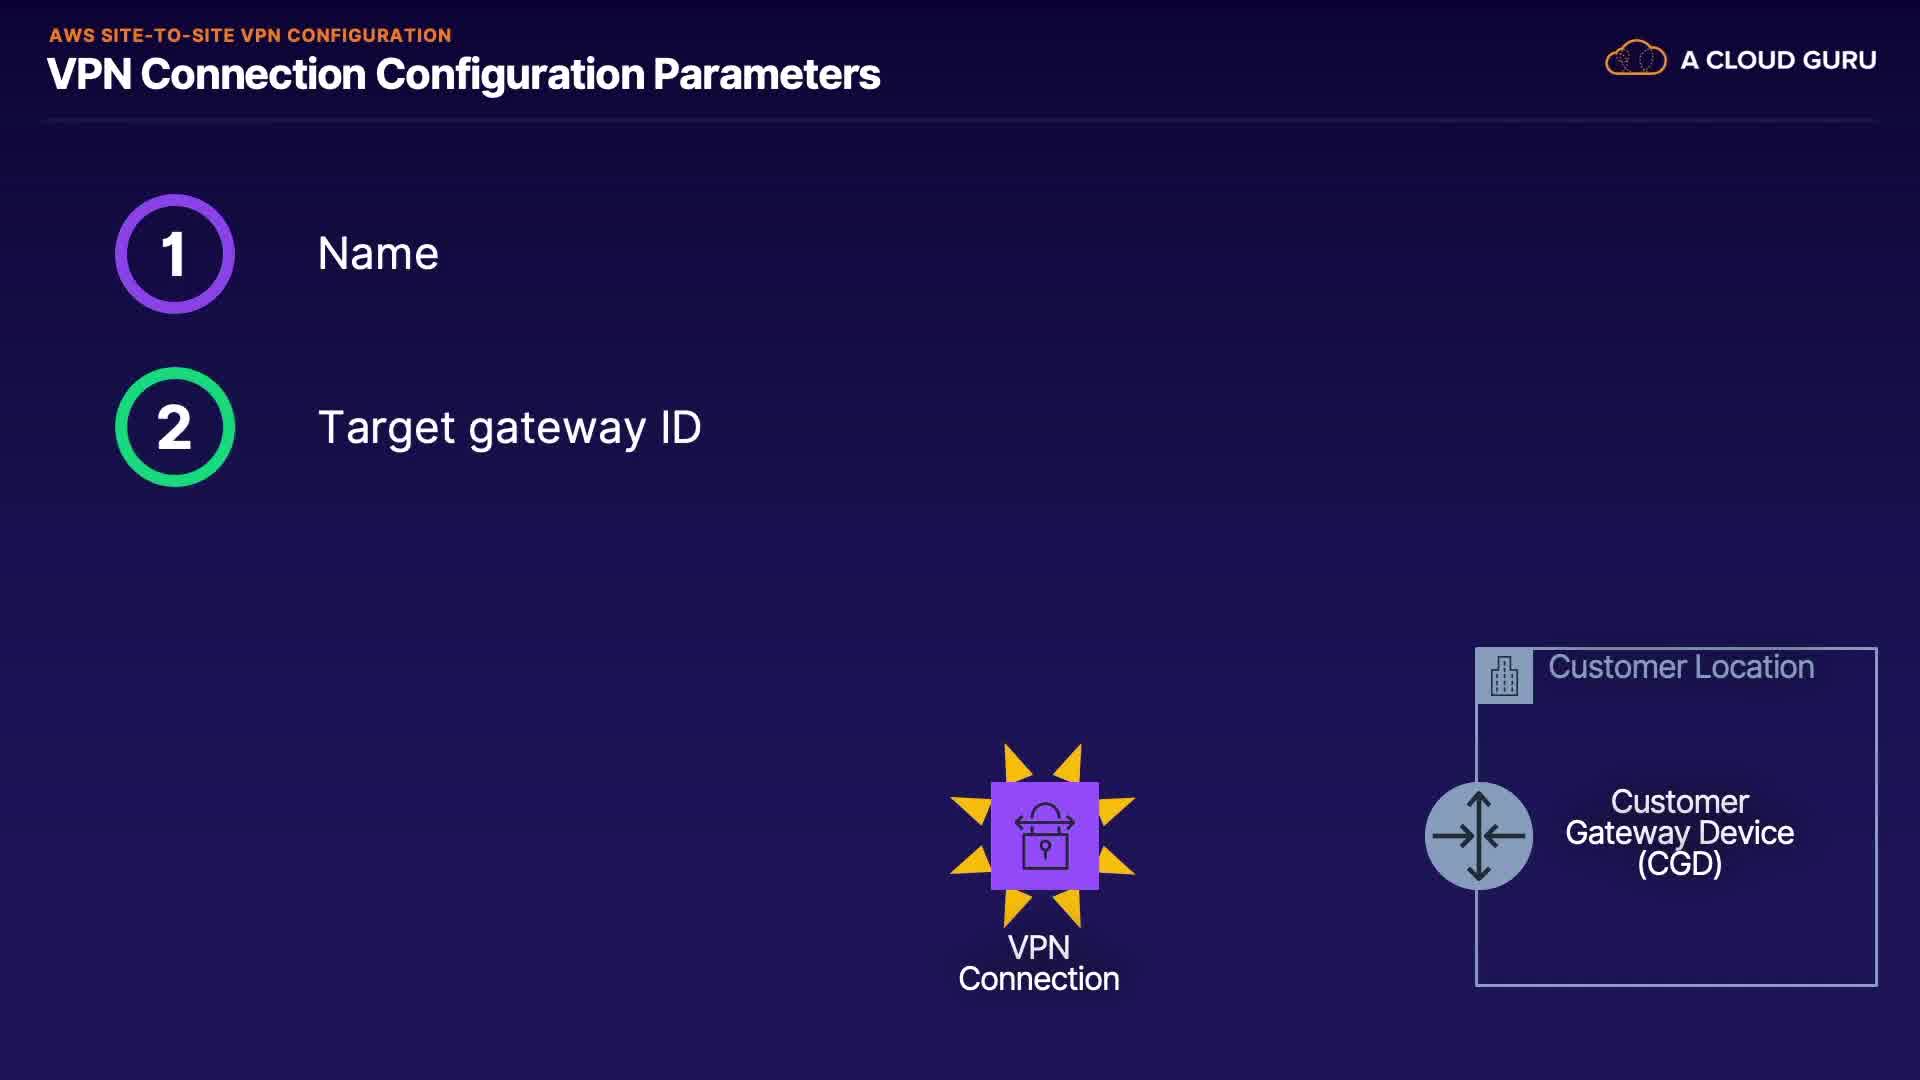 AWS SITE-TO-SITE VPN CONFIGURATION
VPN Connection Configuration Parameters
A CLOUD GURU
1
Name
2
Target gateway ID
Customer Location
Customer
Gateway Device
(CGD)
VPN
Connection